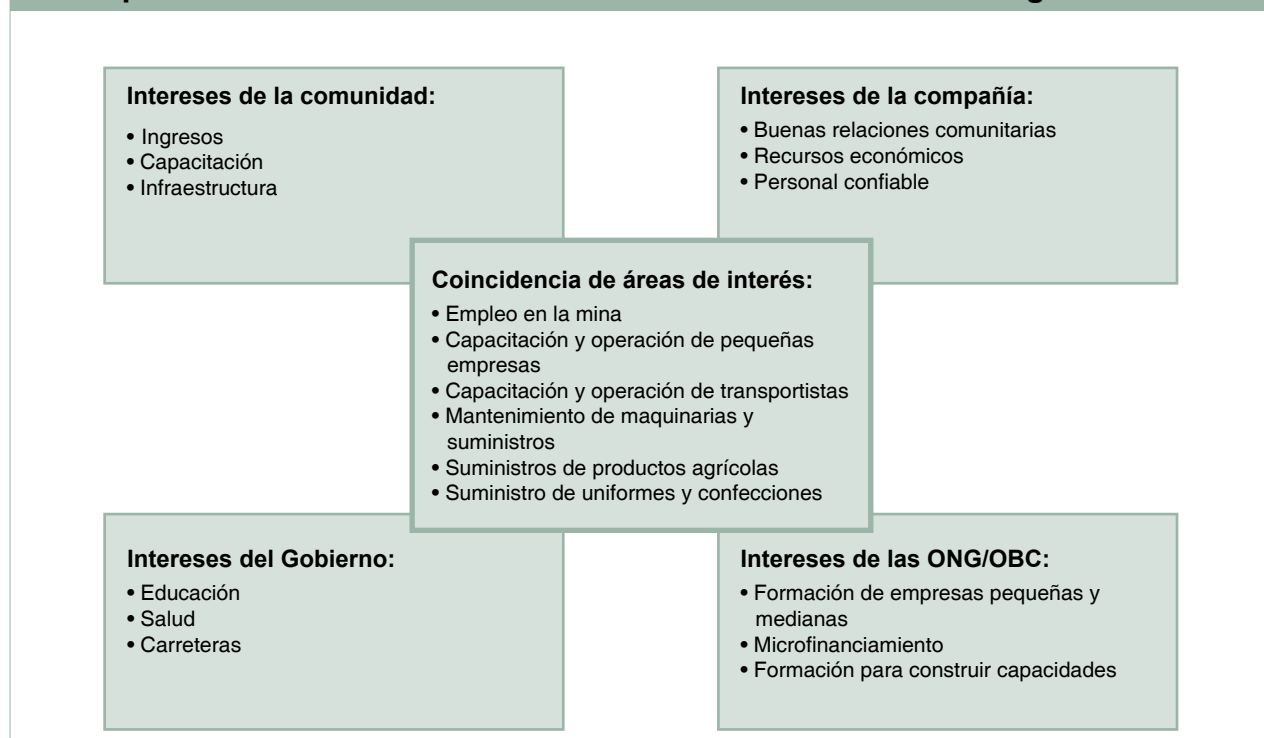 Intereses de la comunidad:
• Ingresos
• Capacitación
• Infraestructura
Intereses de la compañía:
• Buenas relaciones comunitarias
• Recursos económicos
• Personal confiable
Coincidencia de áreas de interés:
• Empleo en la mina
• Capacitación y operación de pequeñas
empresas
• Capacitación y operación de transportistas
• Mantenimiento de maquinarias y
suministros
• Suministros de productos agrícolas
• Suministro de uniformes y confecciones
Intereses del Gobierno:
• Educación
• Salud
• Carreteras
Intereses de las ONG/OBC:
• Formación de empresas pequeñas y
medianas
• Microfinanciamiento
• Formación para construir capacidades